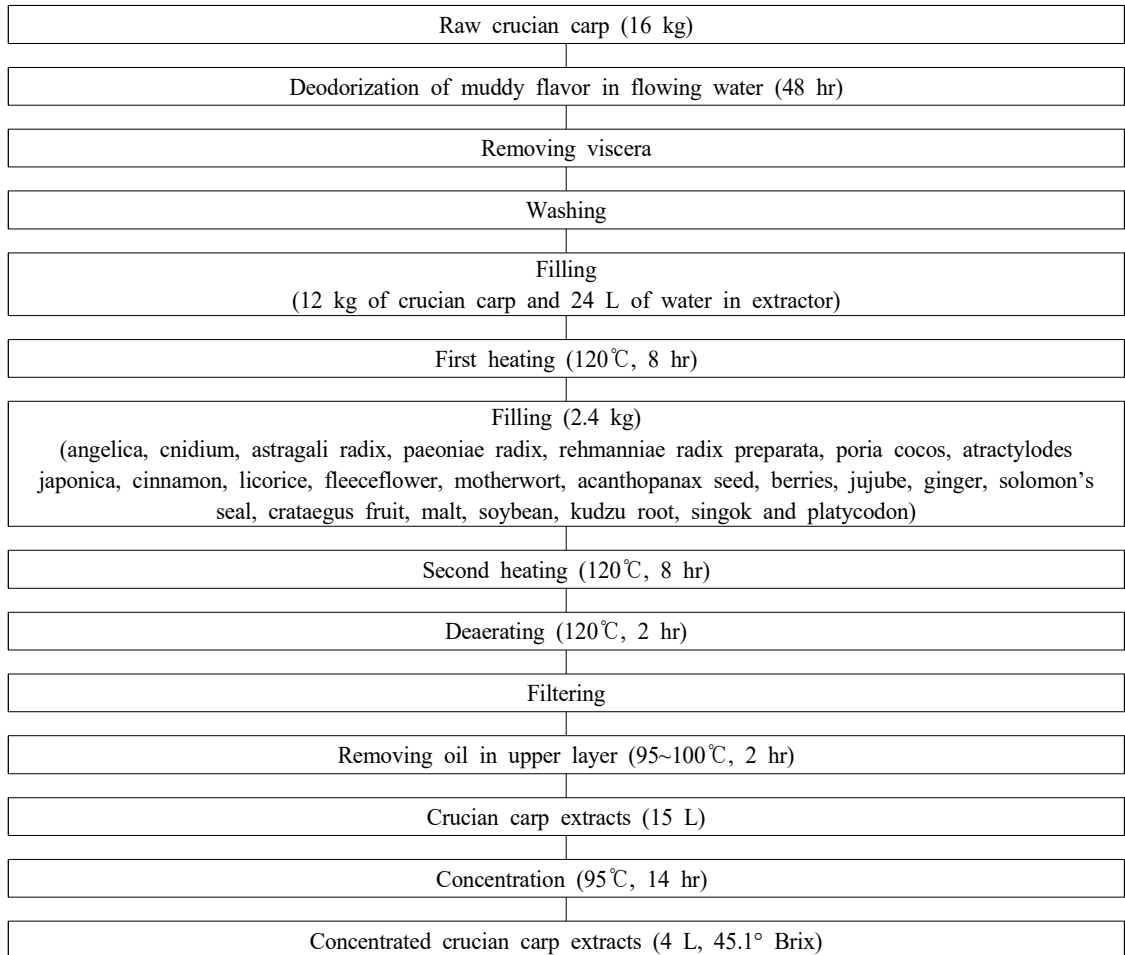 Raw crucian carp (16 kg)
Deodorization of muddy flavor in flowing water (48 hr)
Removing viscera
Washing
Filling
(12 kg of crucian carp and 24 L of water in extractor)
First heating (120℃, 8 hr)
Filling (2.4 kg)
(angelica, cnidium, astragali radix, paeoniae radix, rehmanniae radix preparata, poria cocos, atractylodes
japonica, cinnamon, licorice, fleeceflower, motherwort, acanthopanax seed, berries, jujube, ginger, solomon's
seal, crataegus fruit, malt, soybean, kudzu root, singok and platycodon)
Second heating (120℃, 8 hr)
Deaerating (120℃, 2 hr)
Filtering
Removing oil in upper layer (95~100℃, 2 hr)
Crucian carp extracts (15 L)
Concentration (95℃, 14 hr)
Concentrated crucian carp extracts (4 L, 45.1° Brix)